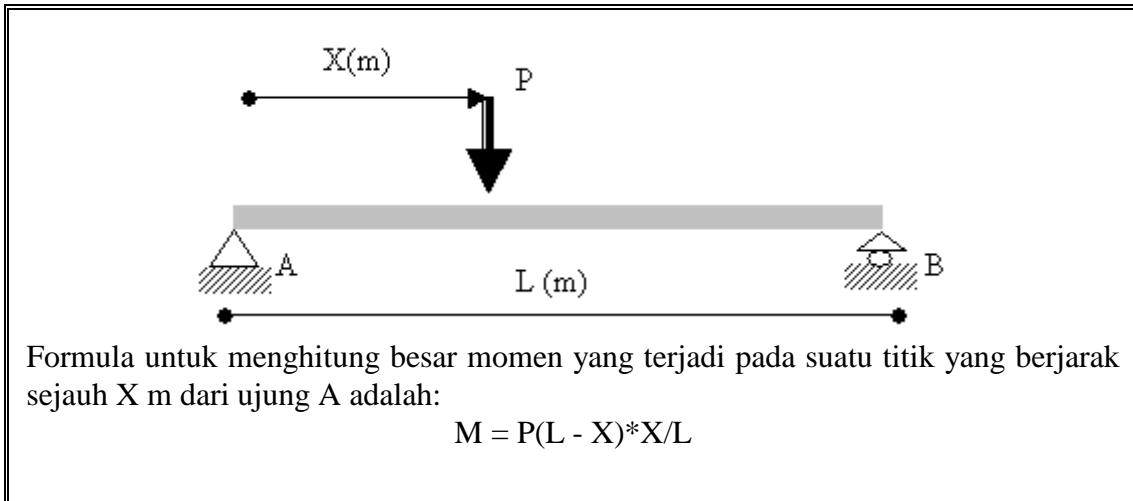 X(m)
P
A
B
L (m)
Formula untuk menghitung besar momen yang terjadi pada suatu titik yang berjarak
sejauh X m dari ujung A adalah:
M = P(L - X)*X/L